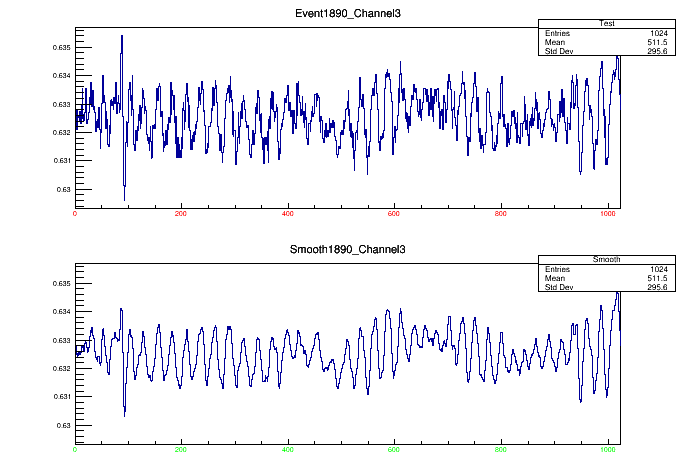 Event1890_Channel3
Test
Entries 1024
Mean 511.5
Std Dev 295.6
0.635
0.634
0.633
0.632
0.631
0.63
0 200 400 600 800 1000
Smooth1890_Channel3
Smooth
Entries 1024
Mean 511.5
Std Dev 295.6
0.635
0.634
0.633
0.632
0.631
0.63
0 200 400 600 800 1000